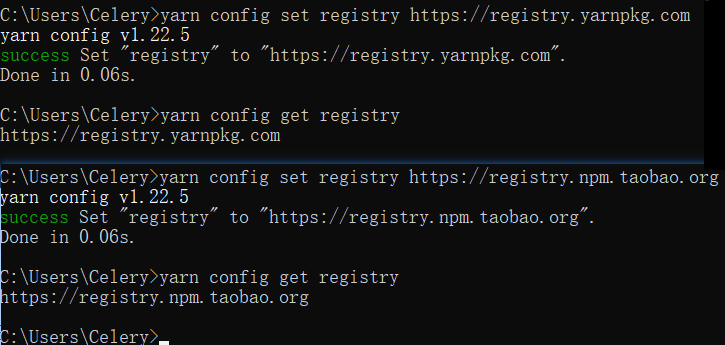 C:\Users\Celery>yarn config set registry https://registry.yarnpkg.com
yarn config v1.22.5
success Set "registry" to "https://registry.yarnpkg.com".
Done in 0.06s.
C:\Users\Celery>yarn config get registry
https://registry.yarnpkg.com
C:\Users\Celery>yarn config set registry https://registry.npm.taobao.org
yarn config v1.22.5
success Set "registry" to "https://registry.npm.taobao.org".
Done in 0.06s.
C:\Users\Celery>yarn config get registry
https://registry.npm.taobao.org
C:\Users\Celery>